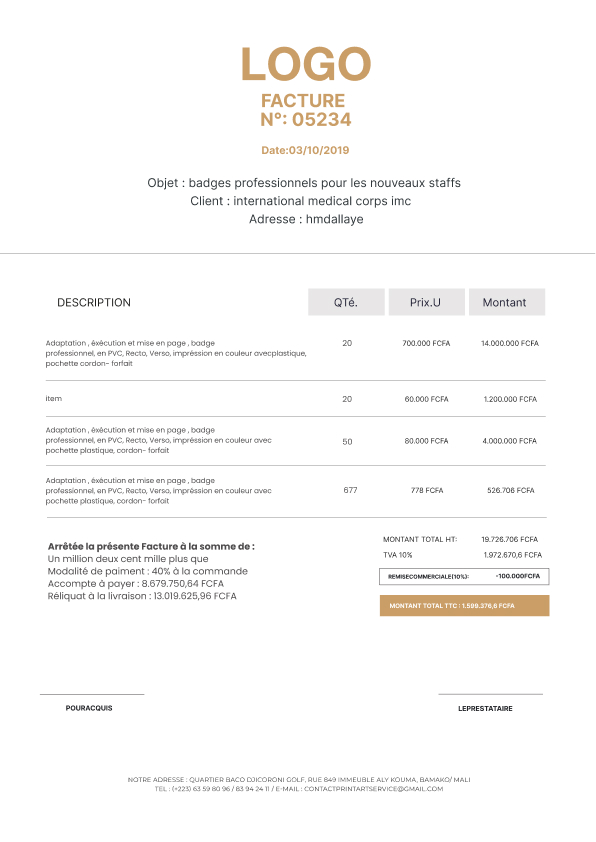 LOGO
FACTURE
N°: 05234
Date:03/10/2019
Objet : badges professionnels pour les nouveaux staffs
Client : international medical corps imc
Adresse : hmdallaye
DESCRIPTION QTé. Prix.U Montant
Adaptation , éxécution et mise en page , badge
professionnel, en PVC, Recto, Verso, impréssion en couleur avecplastique, 20 700.000 FCFA 14.000.000 FCFA
pochette cordon- forfait
item 20 60.000 FCFA 1.200.000 FCFA
Adaptation , éxécution et mise en page , badge
professionnel, en PVC, Recto, Verso, impréssion en couleur avec 50 80.000 FCFA 4.000.000 FCFA
pochette plastique, cordon- forfait
Adaptation , éxécution et mise en page , badge
professionnel, en PVC, Recto, Verso, impréssion en couleur avec 677 778 FCFA 526.706 FCFA
pochette plastique, cordon- forfait
MONTANT TOTAL HT: 19.726.706 FCFA
TVA 10% 1.972.670,6 FCFA
REMISECOMMERCIALE(10%): -100.000FCFA
MONTANT TOTAL TTC : 1.599.376,6 FCFA
Arrêtée la présente Facture à la somme de :
Un million deux cent mille plus que
Modalité de paiment : 40% à la commande
Accompte à payer : 8.679.750,64 FCFA
Réliquat à la livraison : 13.019.625,96 FCFA
POURACQUIS LEPRESTATAIRE
NOTRE ADRESSE : QUARTIER BACO DJICORONI GOLF, RUE 849 IMMEUBLE ALY KOUMA, BAMAKO/ MALI
TEL : (+223) 63 59 80 96 / 83 94 24 11 / E-MAIL : CONTACTPRINTARTSERVICE@GMAIL.COM